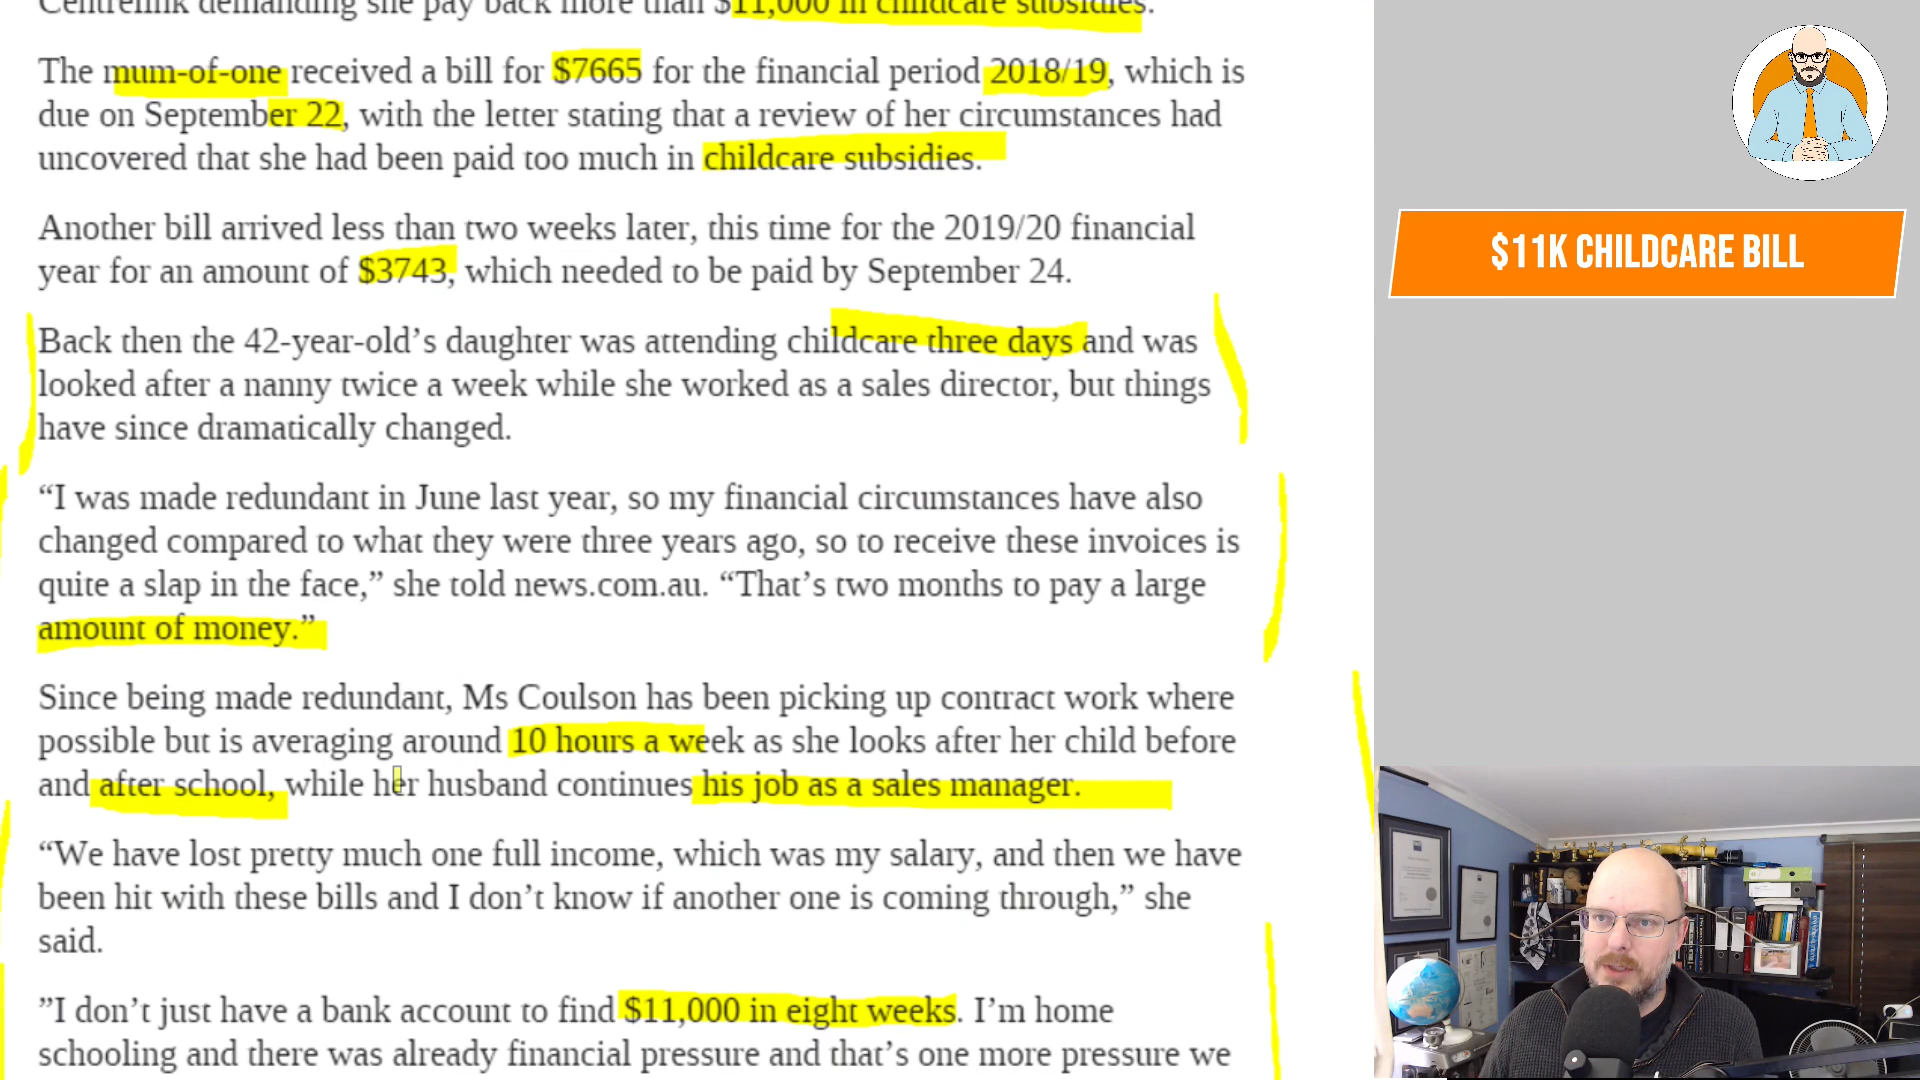 Centrelink demanding she pay back more than $11,000 in childcare subsidies.
The mum-of-one received a bill for $7665 for the financial period 2018/19, which is
due on September 22, with the letter stating that a review of her circumstances had
uncovered that she had been paid too much in childcare subsidies.
Another bill arrived less than two weeks later, this time for the 2019/20 financial
year for an amount of $3743, which needed to be paid by September 24.
Back then the 42-year-old’s daughter was attending childcare three days and was
looked after a nanny twice a week while she worked as a sales director, but things
have since dramatically changed.
“I was made redundant in June last year, so my financial circumstances have also
changed compared to what they were three years ago, so to receive these invoices is
quite a slap in the face,” she told news.com.au. “That’s two months to pay a large
amount of money.”
Since being made redundant, Ms Coulson has been picking up contract work where
possible but is averaging around 10 hours a week as she looks after her child before
and after school, while her husband continues his job as a sales manager.
“We have lost pretty much one full income, which was my salary, and then we have
been hit with these bills and I don’t know if another one is coming through,” she
said.
”I don’t just have a bank account to find $11,000 in eight weeks. I’m home
schooling and there was already financial pressure and that’s one more pressure we
$11K CHILDCARE BILL